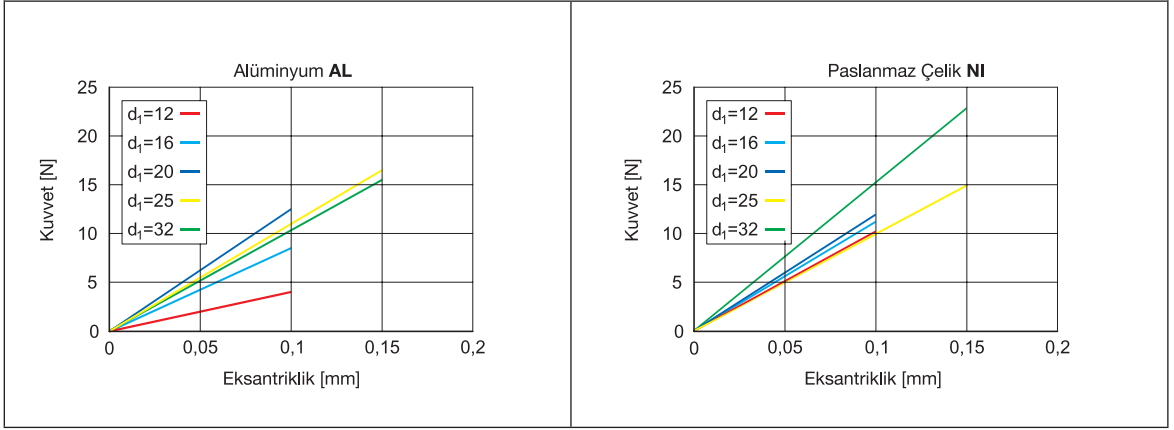 Alüminyum AL
25
20
15
10
5
0
Kuvvet [N]
d₁=12
d₁=16
d₁=20
d₁=25
d₁=32
0 0,05 0,1 0,15 0,2
Eksantriklik [mm]
Paslanmaz Çelik NI
25
20
15
10
5
0
Kuvvet [N]
d₁=12
d₁=16
d₁=20
d₁=25
d₁=32
0 0,05 0,1 0,15 0,2
Eksantriklik [mm]